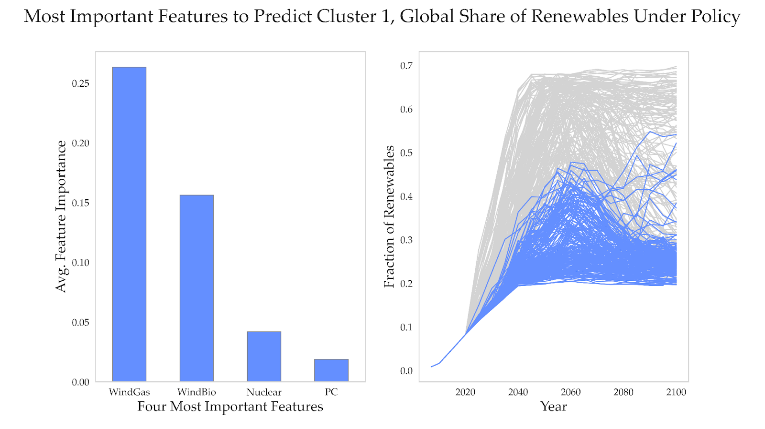 Most Important Features to Predict Cluster 1, Global Share of Renewables Under Policy
Avg. Feature Importance
0.25
0.20
0.15
0.10
0.05
0.00
WindGas WindBio Nuclear PC
Four Most Important Features
Fraction of Renewables
0.7
0.6
0.5
0.4
0.3
0.2
0.1
0.0
2020 2040 2060 2080 2100
Year